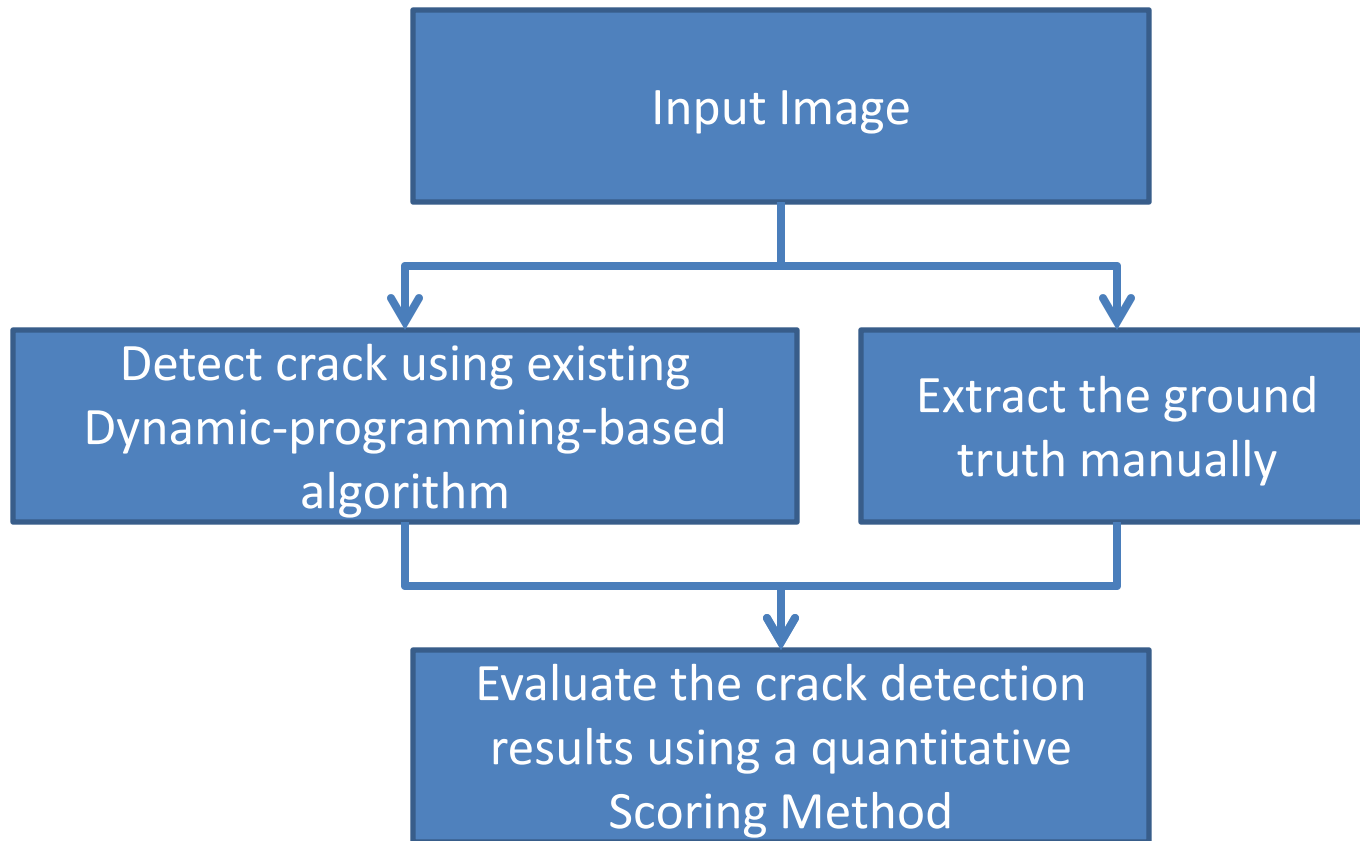 Input Image
Detect crack using existing
Dynamic-programming-based
algorithm
Extract the ground
truth manually
Evaluate the crack detection
results using a quantitative
Scoring Method